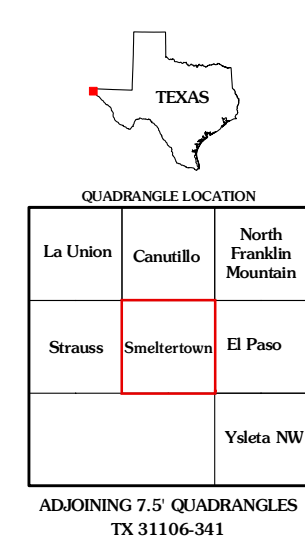 TEXAS
QUADRANGLE LOCATION
La Union
Canutillo
North
Franklin
Mountain
Strauss
Smeltertown
El Paso
Ysleta NW
ADJOINING 7.5' QUADRANGLES
TX 31106-341